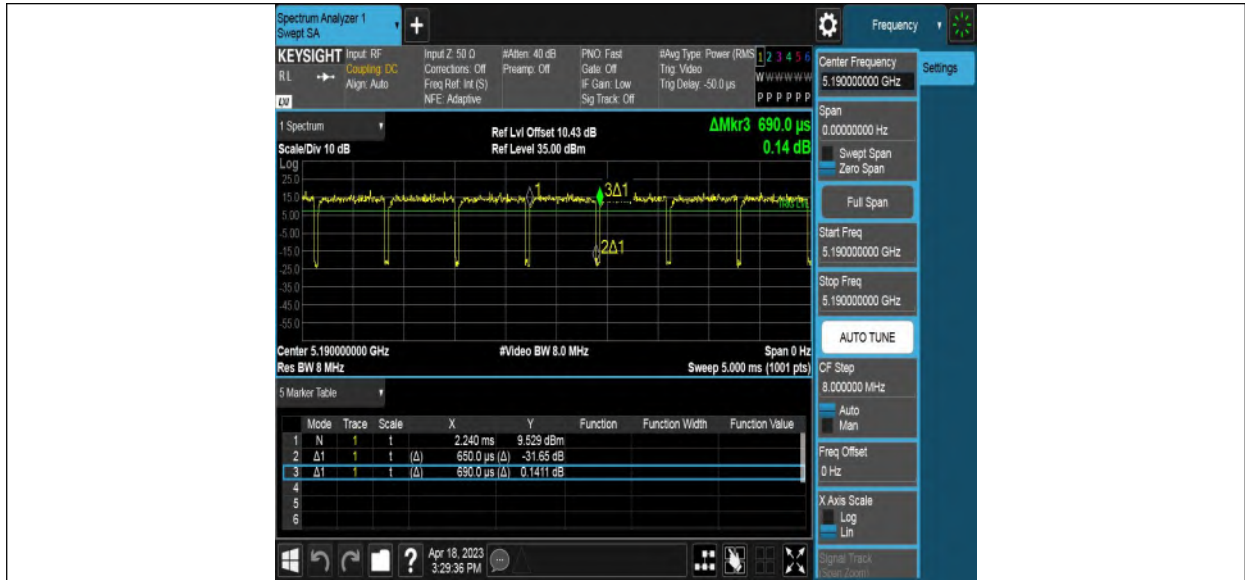 Spectrum Analyzer 1
Swept SA
+
Frequency
KEYSIGHT
RL
Input: RF
Coupling: DC
Align: Auto
Input Z: 50 Ω
Corrections: Off
Freq Ref: Int (S)
NFE: Adaptive
#Atten: 40 dB
Preamp: Off
PNO: Fast
Gate: Off
IF Gain: Low
Sig Track: Off
#Avg Type: Power (RMS
Trig: Video
Trig Delay: -50.0 µs
1 2 3 4 5 6
W W W W W W
P P P P P P
1 Spectrum
Scale/Div 10 dB
Ref Lvl Offset 10.43 dB
Ref Level 35.00 dBm
ΔMkr3 690.0 µs
0.14 dB
Log
25.0
15.0
5.00
-5.00
-15.0
-25.0
-35.0
-45.0
-55.0
1
3Δ1
2Δ1
Center 5.190000000 GHz
#Video BW 8.0 MHz
Span 0 Hz
Res BW 8 MHz
Sweep 5.000 ms (1001 pts)
5 Marker Table
Mode Trace Scale X Y Function Function Width Function Value
1 N 1 t 2.240 ms 9.529 dBm
2 Δ1 1 t (Δ) 650.0 µs (Δ) -31.65 dB
3 Δ1 1 t (Δ) 690.0 µs (Δ) 0.1411 dB
4
5
6
?
Apr 18, 2023
3:29:36 PM
Settings
Center Frequency
5.190000000 GHz
Span
0.00000000 Hz
Swept Span
Zero Span
Full Span
Start Freq
5.190000000 GHz
Stop Freq
5.190000000 GHz
AUTO TUNE
CF Step
8.000000 MHz
Auto
Man
Freq Offset
0 Hz
X Axis Scale
Log
Lin
Signal Track
(Span Zoom)